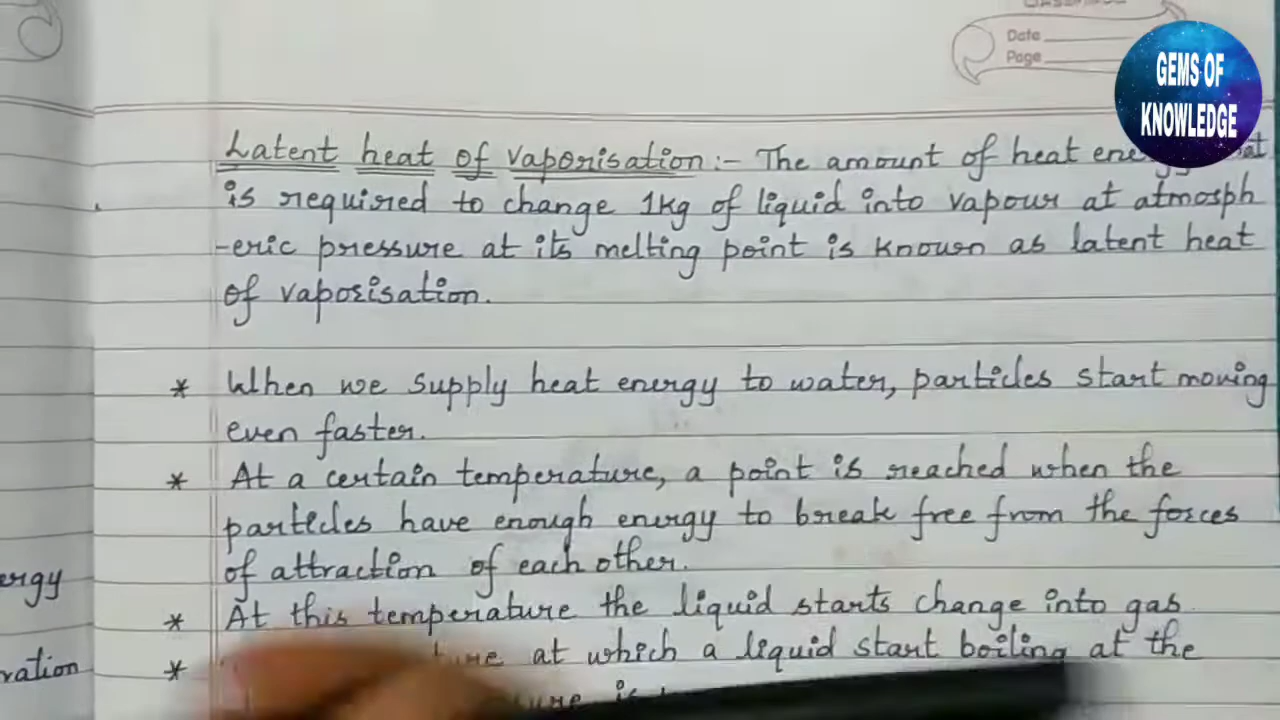 Date
Page
GEMS OF
KNOWLEDGE
Latent heat of vaporisation:- The amount of heat
is required to change 1kg of liquid into vapour at atmosph
-eric pressure at its melting point is known as latent heat
of vaporisation.
* When we supply heat energy to water, particles start moving
even faster.
* At a certain temperature, a point is reached when the
particles have enough energy to break free from the forces
of attraction of each other.
ergy
* At this temperature the liquid starts change into gas.
ration
* at which a liquid start boiling at the
is